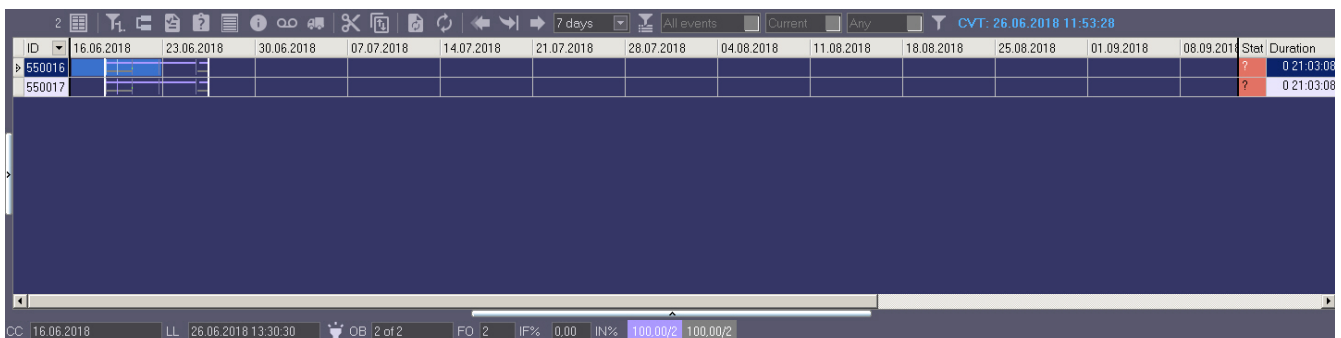 2 7 days All events Current Any CVT: 26.06.2018 11:53:28
ID 16.06.2018 23.06.2018 30.06.2018 07.07.2018 14.07.2018 21.07.2018 28.07.2018 04.08.2018 11.08.2018 18.08.2018 25.08.2018 01.09.2018 08.09.2018 Stat Duration
550016 ? 0 21:03:08
550017 ? 0 21:03:08
CC 16.06.2018 LL 26.06.2018 13:30:30 OB 2 of 2 FO 2 IF% 0,00 IN% 100,00/2 100,00/2